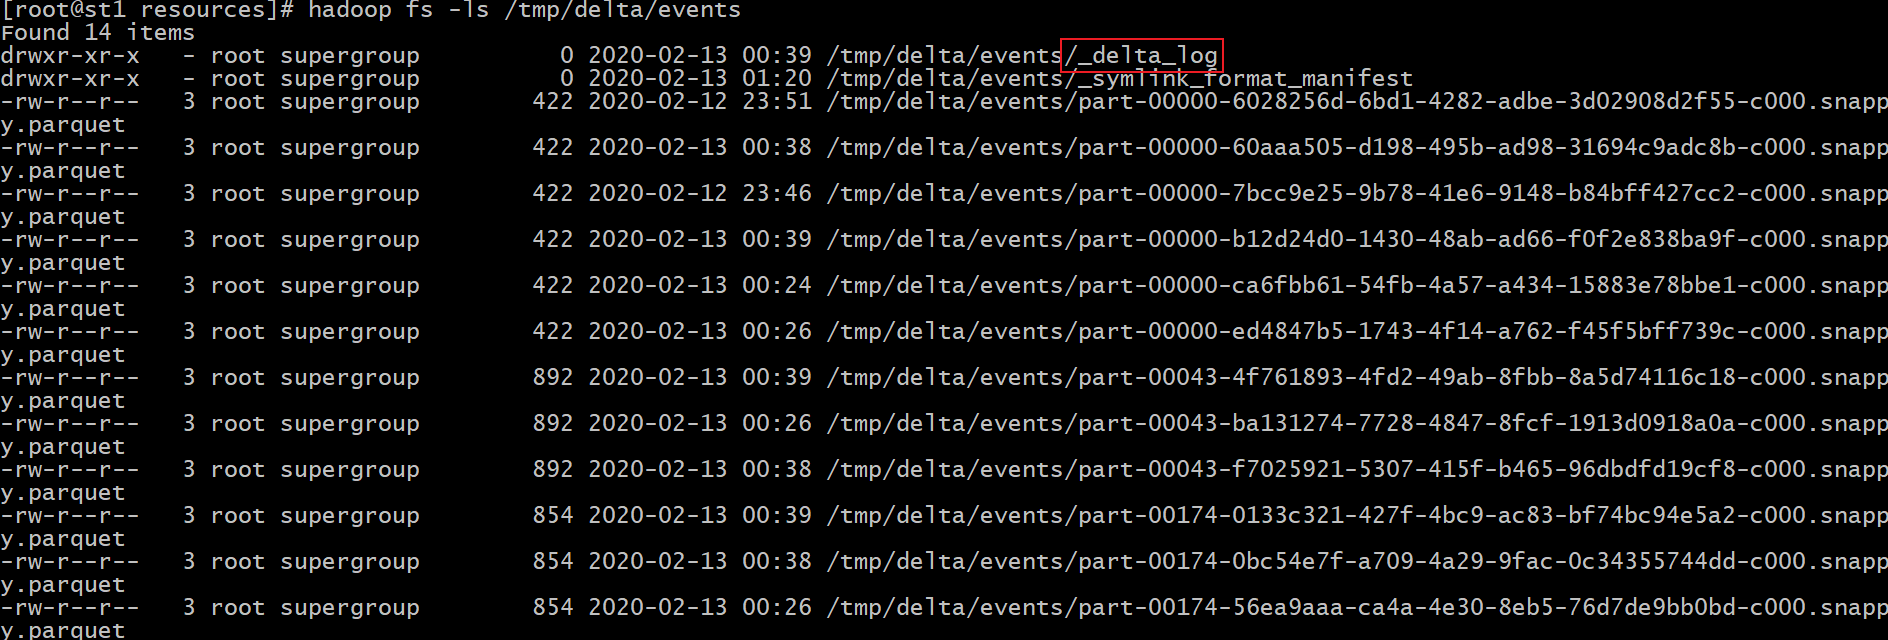 [root@st1 resources]# hadoop fs -ls /tmp/delta/events
Found 14 items
drwxr-xr-x   - root supergroup          0 2020-02-13 00:39 /tmp/delta/events/_delta_log
drwxr-xr-x   - root supergroup          0 2020-02-13 01:20 /tmp/delta/events/_symlink_format_manifest
-rw-r--r--   3 root supergroup        422 2020-02-12 23:51 /tmp/delta/events/part-00000-6028256d-6bd1-4282-adbe-3d02908d2f55-c000.snapp
y.parquet
-rw-r--r--   3 root supergroup        422 2020-02-13 00:38 /tmp/delta/events/part-00000-60aaa505-d198-495b-ad98-31694c9adc8b-c000.snapp
y.parquet
-rw-r--r--   3 root supergroup        422 2020-02-12 23:46 /tmp/delta/events/part-00000-7bcc9e25-9b78-41e6-9148-b84bff427cc2-c000.snapp
y.parquet
-rw-r--r--   3 root supergroup        422 2020-02-13 00:39 /tmp/delta/events/part-00000-b12d24d0-1430-48ab-ad66-f0f2e838ba9f-c000.snapp
y.parquet
-rw-r--r--   3 root supergroup        422 2020-02-13 00:24 /tmp/delta/events/part-00000-ca6fbb61-54fb-4a57-a434-15883e78bbe1-c000.snapp
y.parquet
-rw-r--r--   3 root supergroup        422 2020-02-13 00:26 /tmp/delta/events/part-00000-ed4847b5-1743-4f14-a762-f45f5bff739c-c000.snapp
y.parquet
-rw-r--r--   3 root supergroup        892 2020-02-13 00:39 /tmp/delta/events/part-00043-4f761893-4fd2-49ab-8fbb-8a5d74116c18-c000.snapp
y.parquet
-rw-r--r--   3 root supergroup        892 2020-02-13 00:26 /tmp/delta/events/part-00043-ba131274-7728-4847-8fcf-1913d0918a0a-c000.snapp
y.parquet
-rw-r--r--   3 root supergroup        892 2020-02-13 00:38 /tmp/delta/events/part-00043-f7025921-5307-415f-b465-96dbdfd19cf8-c000.snapp
y.parquet
-rw-r--r--   3 root supergroup        854 2020-02-13 00:39 /tmp/delta/events/part-00174-0133c321-427f-4bc9-ac83-bf74bc94e5a2-c000.snapp
y.parquet
-rw-r--r--   3 root supergroup        854 2020-02-13 00:38 /tmp/delta/events/part-00174-0bc54e7f-a709-4a29-9fac-0c34355744dd-c000.snapp
y.parquet
-rw-r--r--   3 root supergroup        854 2020-02-13 00:26 /tmp/delta/events/part-00174-56ea9aaa-ca4a-4e30-8eb5-76d7de9bb0bd-c000.snapp
y.parquet